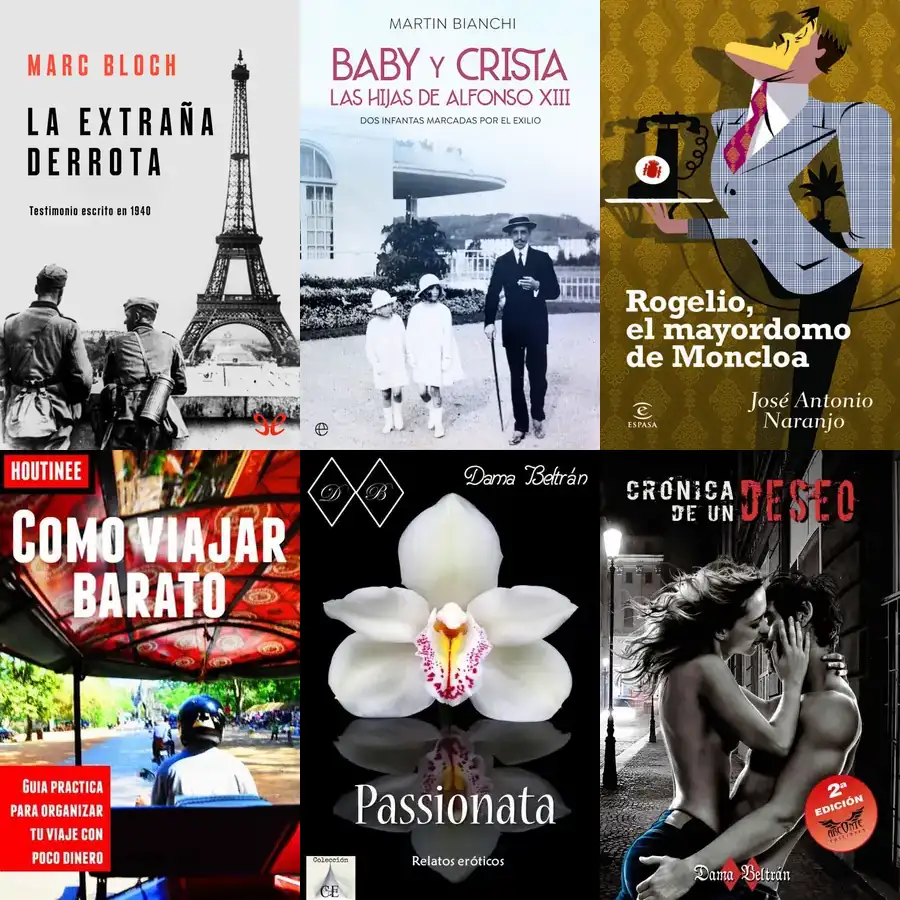 MARC BLOCH
LA EXTRAÑA
DERROTA
Testimonio escrito en 1940
MARTIN BIANCHI
BABY Y CRISTA
LAS HIJAS DE ALFONSO XIII
DOS INFANTAS MARCADAS POR EL EXILIO
e
Rogelio,
el mayordomo
de Moncloa
e
ESPASA
José Antonio
Naranjo
HOUTINEE
COMO VIAJAR
BARATO
GUIA PRACTICA
PARA ORGANIZAR
TU VIAJE CON
POCO DINERO
D B
Dama Beltrán
Passionata
Relatos eróticos
Colección
CE
CRÓNICA
DE UN DESEO
2ª
EDICIÓN
Dama Beltrán